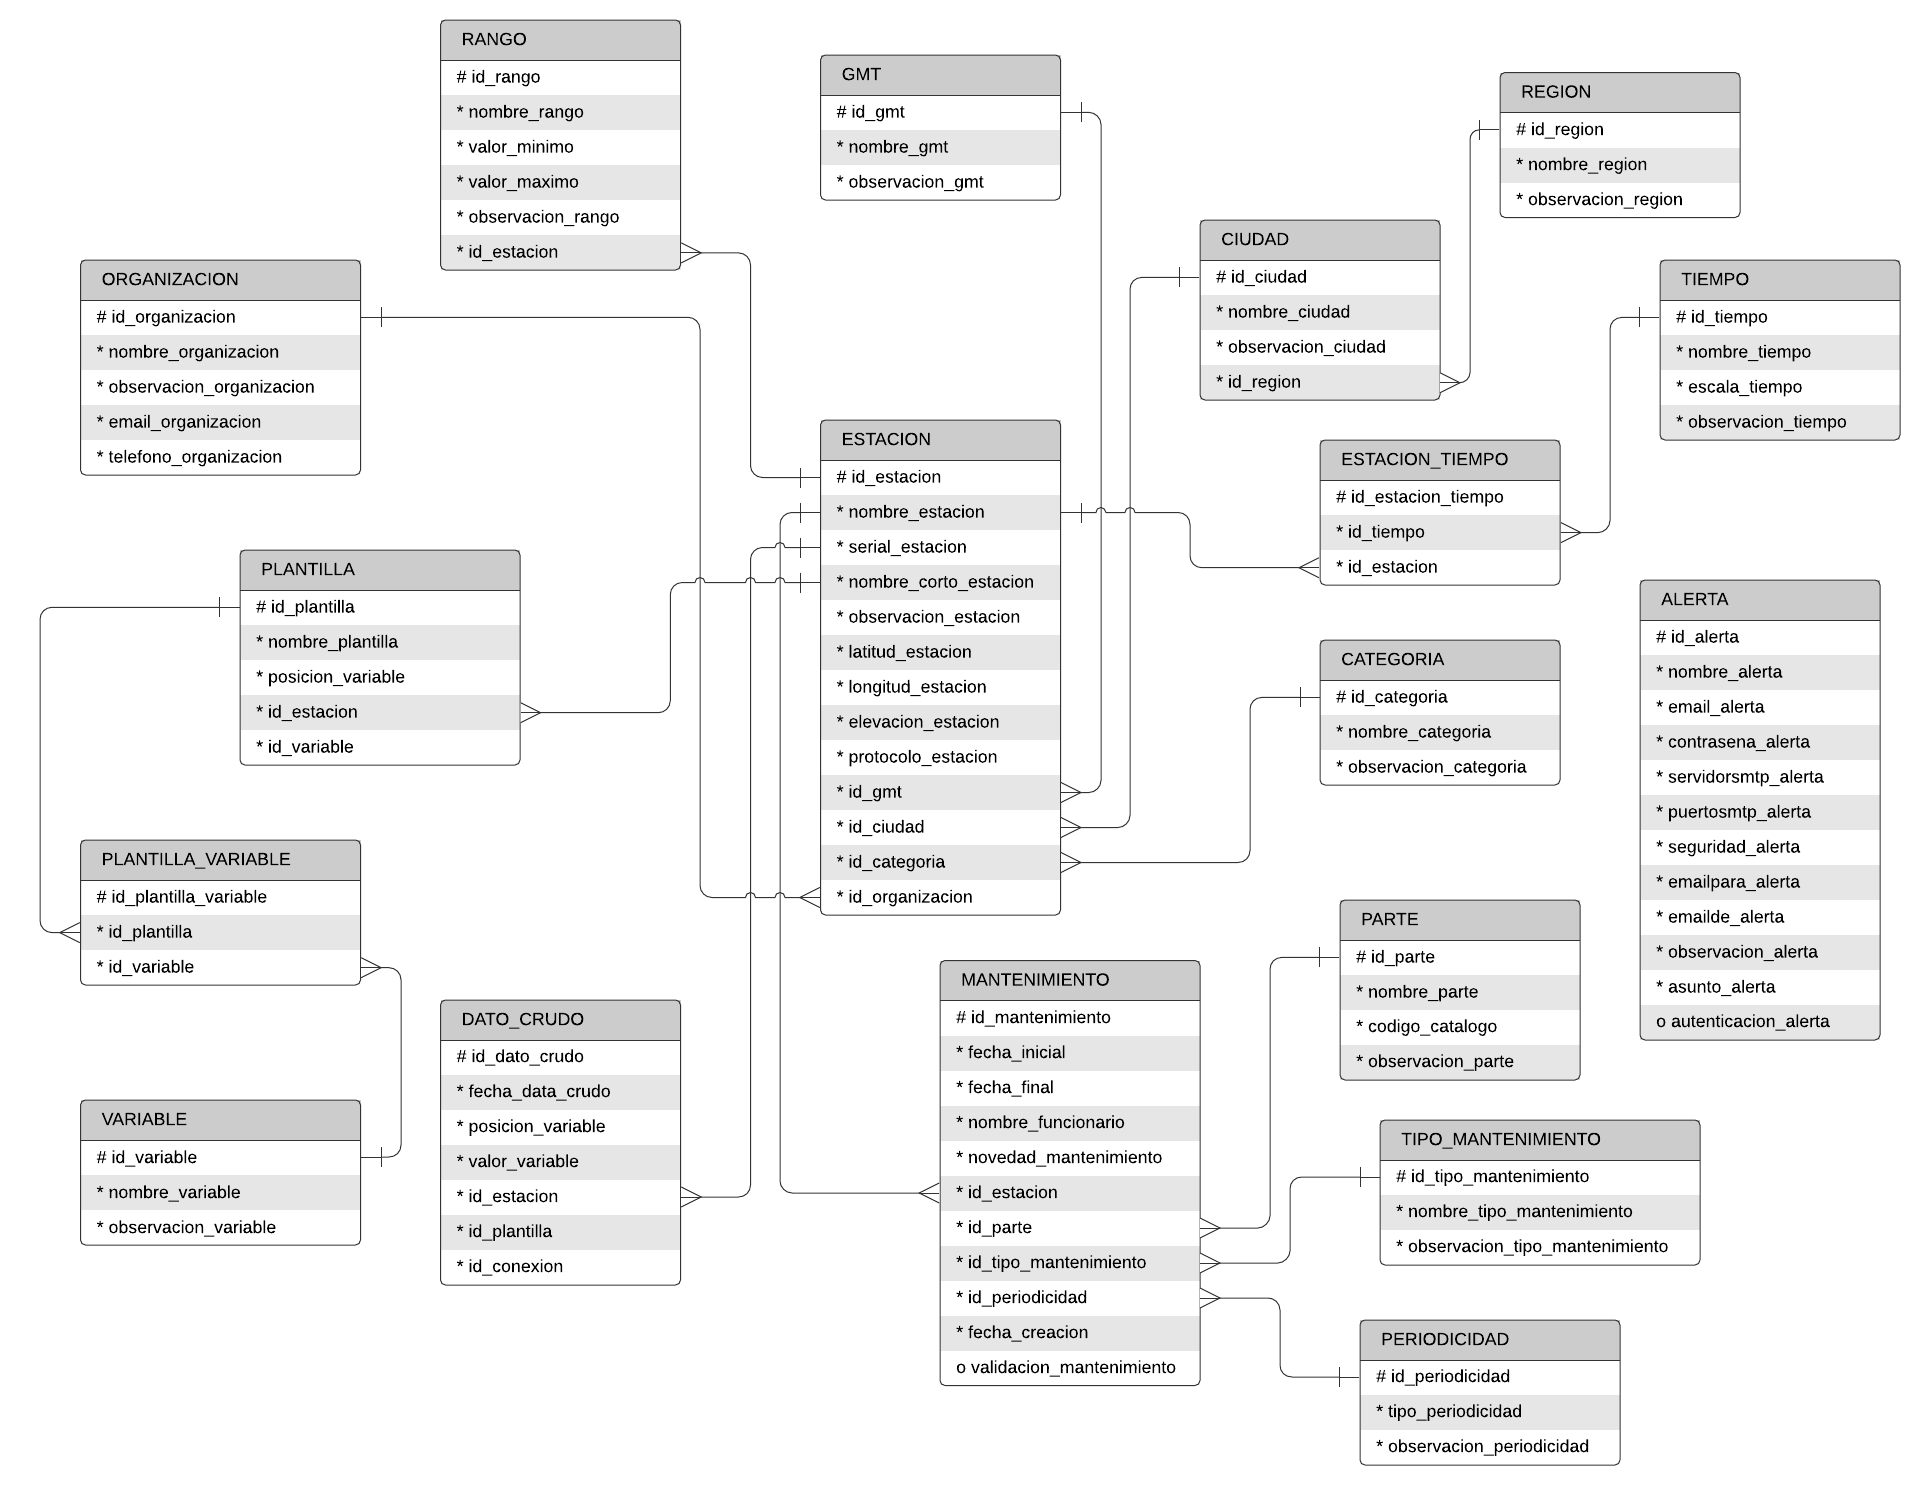 RANGO
# id_rango
* nombre_rango
* valor_minimo
* valor_maximo
* observacion_rango
* id_estacion
GMT
# id_gmt
* nombre_gmt
* observacion_gmt
REGION
# id_region
* nombre_region
* observacion_region
CIUDAD
# id_ciudad
* nombre_ciudad
* observacion_ciudad
* id_region
ORGANIZACION
# id_organizacion
* nombre_organizacion
* observacion_organizacion
* email_organizacion
* telefono_organizacion
TIEMPO
# id_tiempo
* nombre_tiempo
* escala_tiempo
* observacion_tiempo
ESTACION
# id_estacion
* nombre_estacion
* serial_estacion
* nombre_corto_estacion
* observacion_estacion
* latitud_estacion
* longitud_estacion
* elevacion_estacion
* protocolo_estacion
* id_gmt
* id_ciudad
* id_categoria
* id_organizacion
ESTACION_TIEMPO
# id_estacion_tiempo
* id_tiempo
* id_estacion
PLANTILLA
# id_plantilla
* nombre_plantilla
* posicion_variable
* id_estacion
* id_variable
ALERTA
# id_alerta
* nombre_alerta
* email_alerta
* contrasena_alerta
* servidorsmtp_alerta
* puertosmtp_alerta
* seguridad_alerta
* emailpara_alerta
* emailde_alerta
* observacion_alerta
* asunto_alerta
o autenticacion_alerta
CATEGORIA
# id_categoria
* nombre_categoria
* observacion_categoria
PLANTILLA_VARIABLE
# id_plantilla_variable
* id_plantilla
* id_variable
PARTE
# id_parte
* nombre_parte
* codigo_catalogo
* observacion_parte
MANTENIMIENTO
# id_mantenimiento
* fecha_inicial
* fecha_final
* nombre_funcionario
* novedad_mantenimiento
* id_estacion
* id_parte
* id_tipo_mantenimiento
* id_periodicidad
* fecha_creacion
o validacion_mantenimiento
DATO_CRUDO
# id_dato_crudo
* fecha_data_crudo
* posicion_variable
* valor_variable
* id_estacion
* id_plantilla
* id_conexion
VARIABLE
# id_variable
* nombre_variable
* observacion_variable
TIPO_MANTENIMIENTO
# id_tipo_mantenimiento
* nombre_tipo_mantenimiento
* observacion_tipo_mantenimiento
PERIODICIDAD
# id_periodicidad
* tipo_periodicidad
* observacion_periodicidad